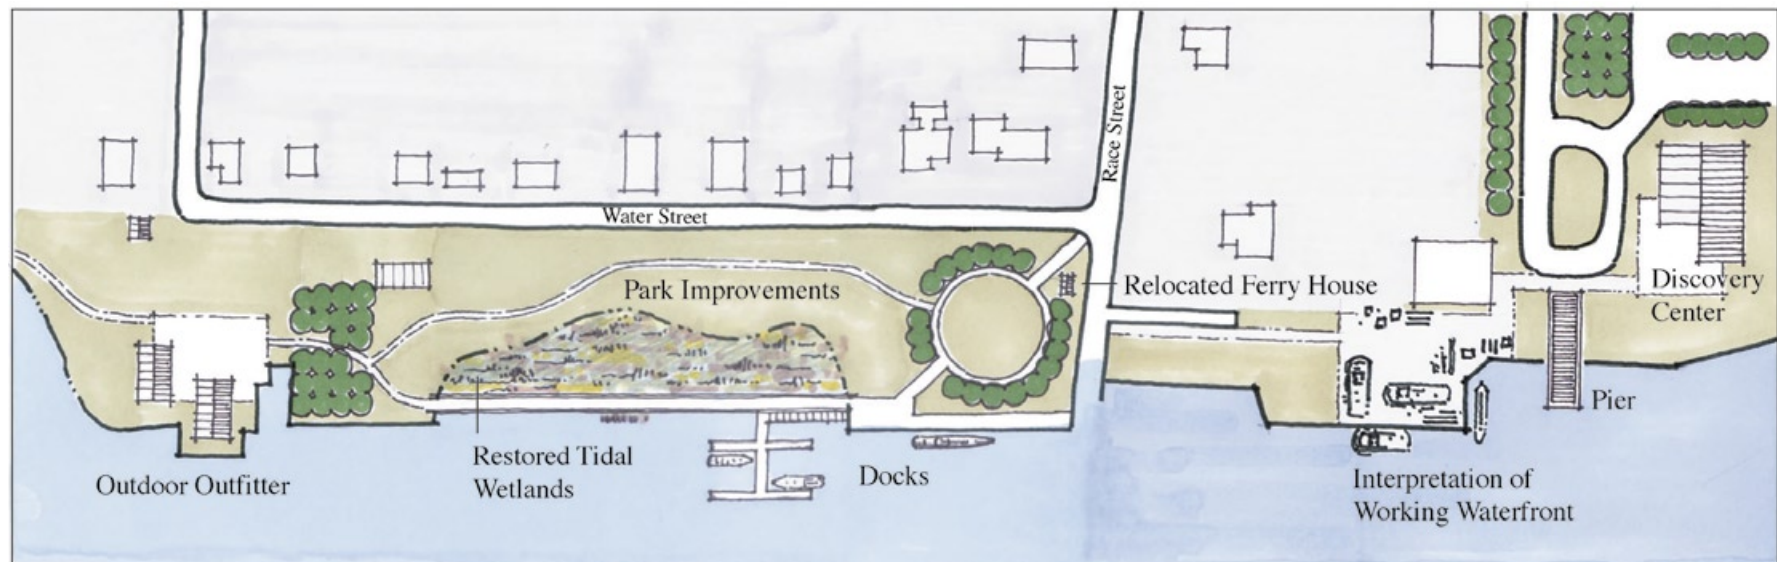 Race Street
Water Street
Park Improvements
Relocated Ferry House
Discovery
Center
Pier
Outdoor Outfitter
Restored Tidal
Wetlands
Docks
Interpretation of
Working Waterfront